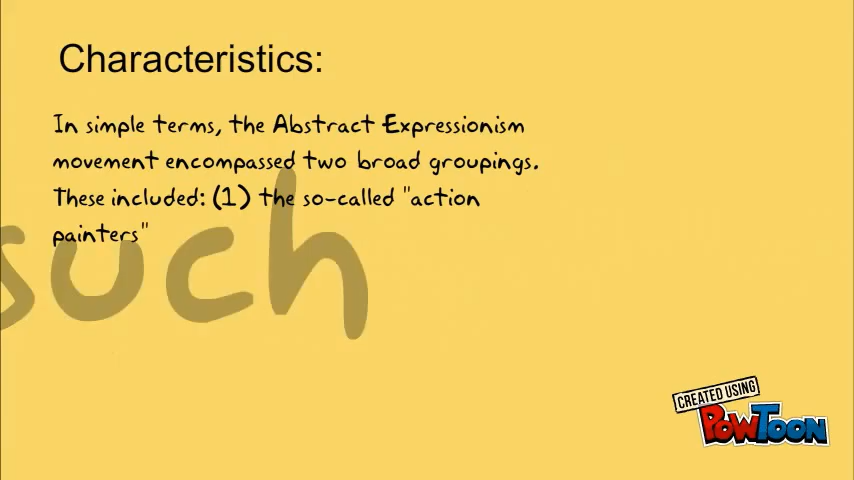 Characteristics:
In simple terms, the Abstract Expressionism
movement encompassed two broad groupings.
These included: (1) the so-called "action
painters"
such
CREATED USING
POWTOON